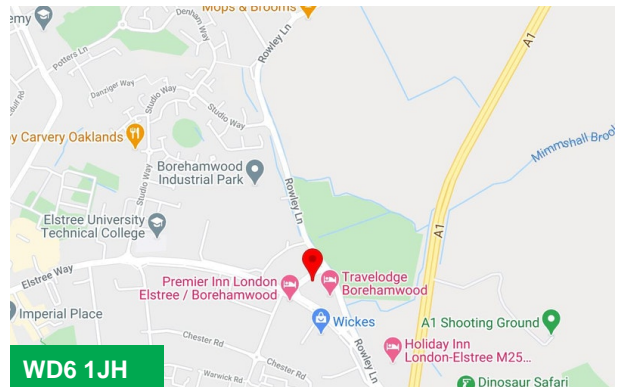 Mops & Brooms
emy
Denham Way
Potters Ln
Rowley Ln
A1
Danziger Way
Studio Way
Studio Way
y Carvery Oaklands
Mimmshall Broo
Borehamwood
Industrial Park
Studio Way
Rowley Ln
Elstree University
Technical College
A1
Elstree Way
Premier Inn London
Elstree / Borehamwood
Travelodge
Borehamwood
Imperial Place
Wickes
A1 Shooting Ground
Chester Rd
Holiday Inn
London-Elstree M25...
Rowley Ln
Chester Rd
Warwick Rd
Dinosaur Safari
WD6 1JH